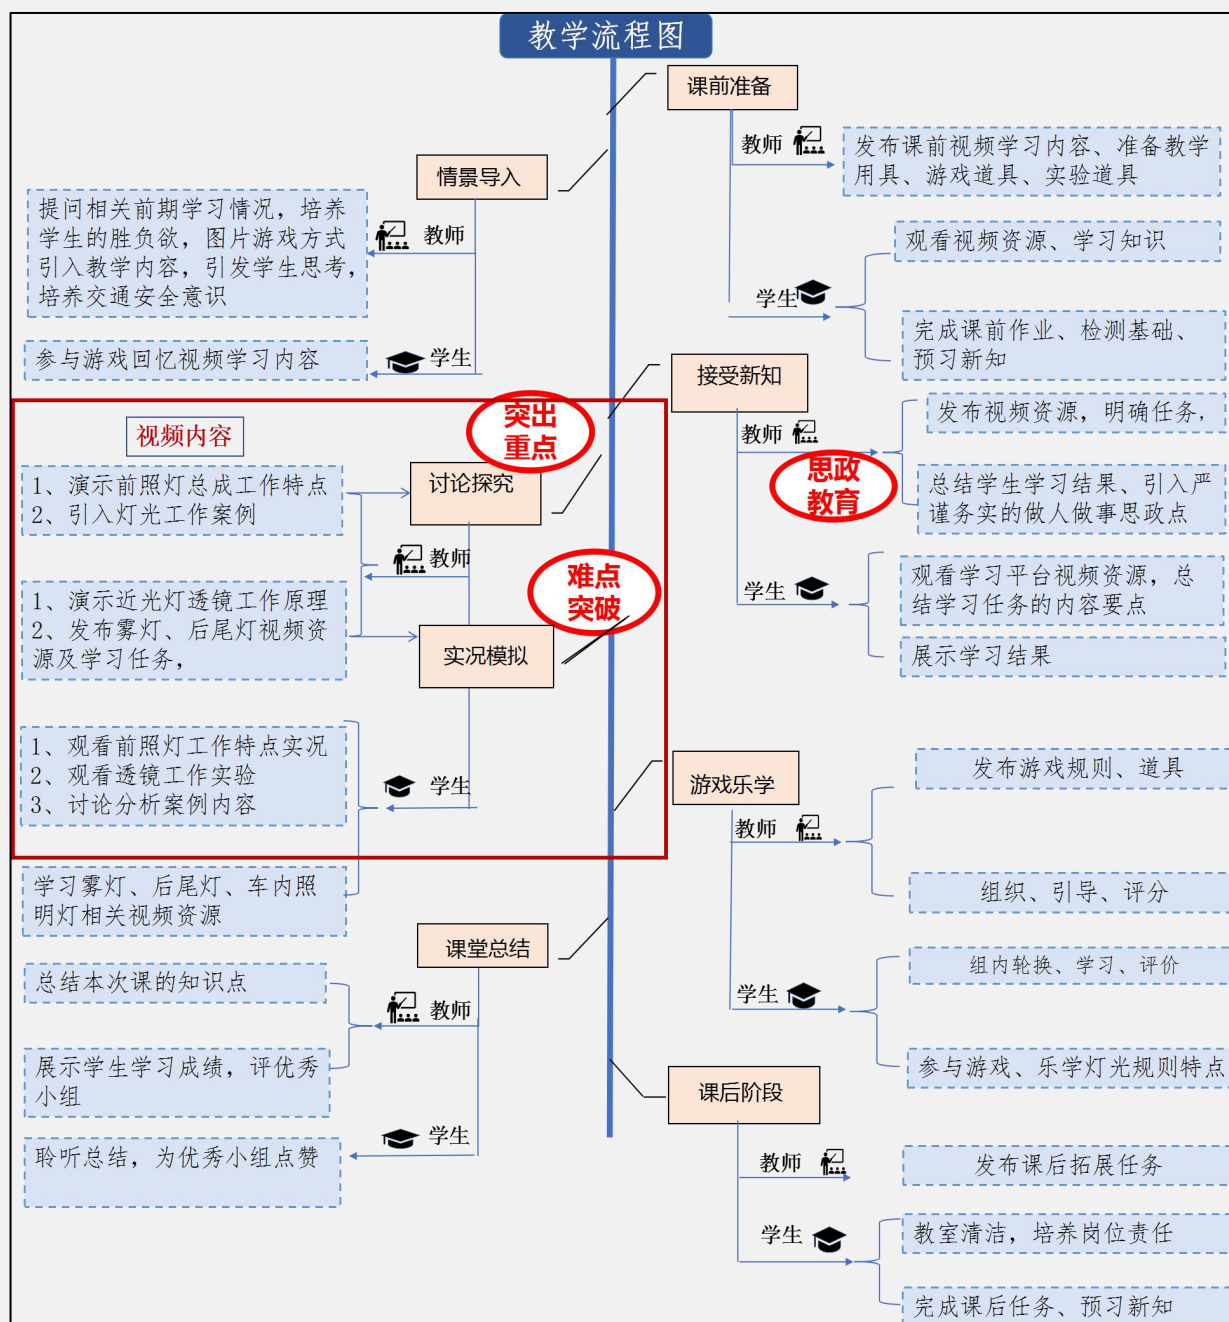 教学流程图
课前准备
教师
发布课前视频学习内容、准备教学
用具、游戏道具、实验道具
学生
观看视频资源、学习知识
完成课前作业、检测基础、
预习新知
情景导入
教师
提问相关前期学习情况，培养
学生的胜负欲，图片游戏方式
引入教学内容，引发学生思考，
培养交通安全意识
学生
参与游戏回忆视频学习内容
接受新知
教师
发布视频资源，明确任务，
思政
教育
总结学生学习结果、引入严
谨务实的做人做事思政点
学生
观看学习平台视频资源，总
结学习任务的内容要点
展示学习结果
视频内容
突出
重点
讨论探究
1、演示前照灯总成工作特点
2、引入灯光工作案例
教师
难点
突破
1、演示近光灯透镜工作原理
2、发布雾灯、后尾灯视频资
源及学习任务，
实况模拟
学生
1、观看前照灯工作特点实况
2、观看透镜工作实验
3、讨论分析案例内容
学习雾灯、后尾灯、车内照
明灯相关视频资源
游戏乐学
教师
发布游戏规则、道具
组织、引导、评分
学生
组内轮换、学习、评价
参与游戏、乐学灯光规则特点
课堂总结
教师
总结本次课的知识点
展示学生学习成绩，评优秀
小组
学生
聆听总结，为优秀小组点赞
课后阶段
教师
发布课后拓展任务
学生
教室清洁，培养岗位责任
完成课后任务、预习新知